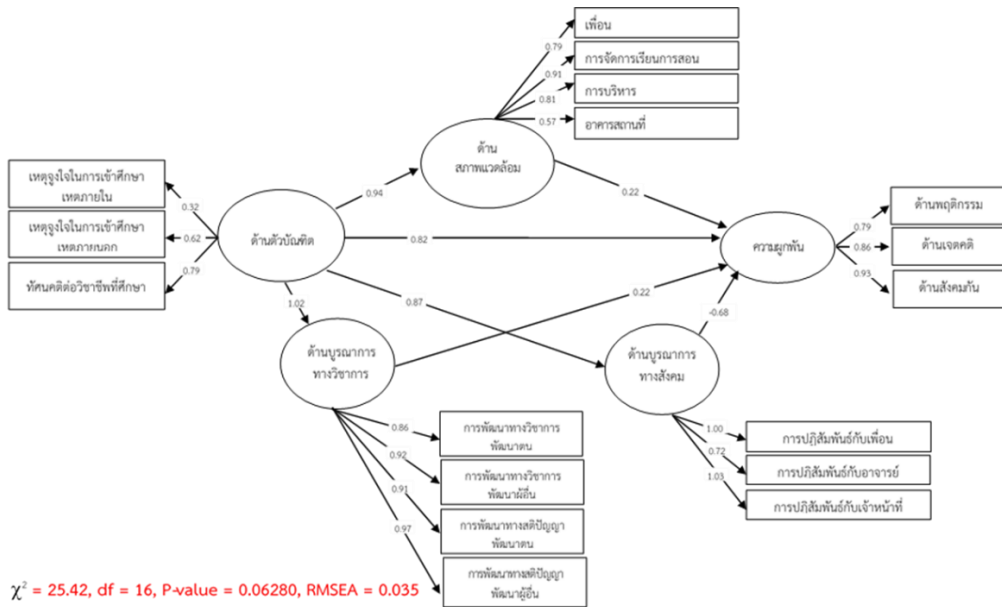 เพื่อน
0.79
การจัดการเรียนการสอน
0.91
การบริหาร
0.81
อาคารสถานที่
0.57
ด้าน
สภาพแวดล้อม
เหตุจูงใจในการเข้าศึกษา
เหตภายใน
0.32
เหตุจูงใจในการเข้าศึกษา
เหตภายนอก
0.62
ทัศนคติต่อวิชาชีพที่ศึกษา
0.79
ด้านตัวบัณฑิต
0.94
0.82
0.22
ความผูกพัน
ด้านพฤติกรรม
0.79
ด้านเจตคติ
0.86
ด้านสังคมกัน
0.93
1.02
0.87
0.22
-0.68
ด้านบูรณาการ
ทางวิชาการ
ด้านบูรณาการ
ทางสังคม
การพัฒนาทางวิชาการ
พัฒนาตน
0.86
การพัฒนาทางวิชาการ
พัฒนาผู้อื่น
0.92
การพัฒนาทางสติปัญญา
พัฒนาตน
0.91
การพัฒนาทางสติปัญญา
พัฒนาผู้อื่น
0.97
การปฏิสัมพันธ์กับเพื่อน
1.00
การปฏิสัมพันธ์กับอาจารย์
0.72
การปฏิสัมพันธ์กับเจ้าหน้าที่
1.03
χ² = 25.42, df = 16, P-value = 0.06280, RMSEA = 0.035